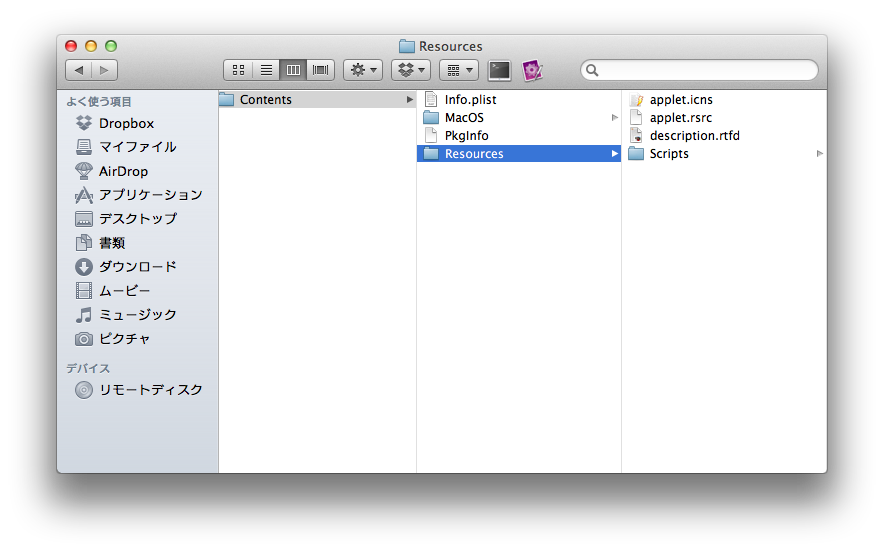 Resources
よく使う項目
Dropbox
マイファイル
AirDrop
アプリケーション
デスクトップ
書類
ダウンロード
ムービー
ミュージック
ピクチャ
デバイス
リモートディスク
Contents
Info.plist
MacOS
PkgInfo
Resources
applet.icns
applet.rsrc
description.rtfd
Scripts